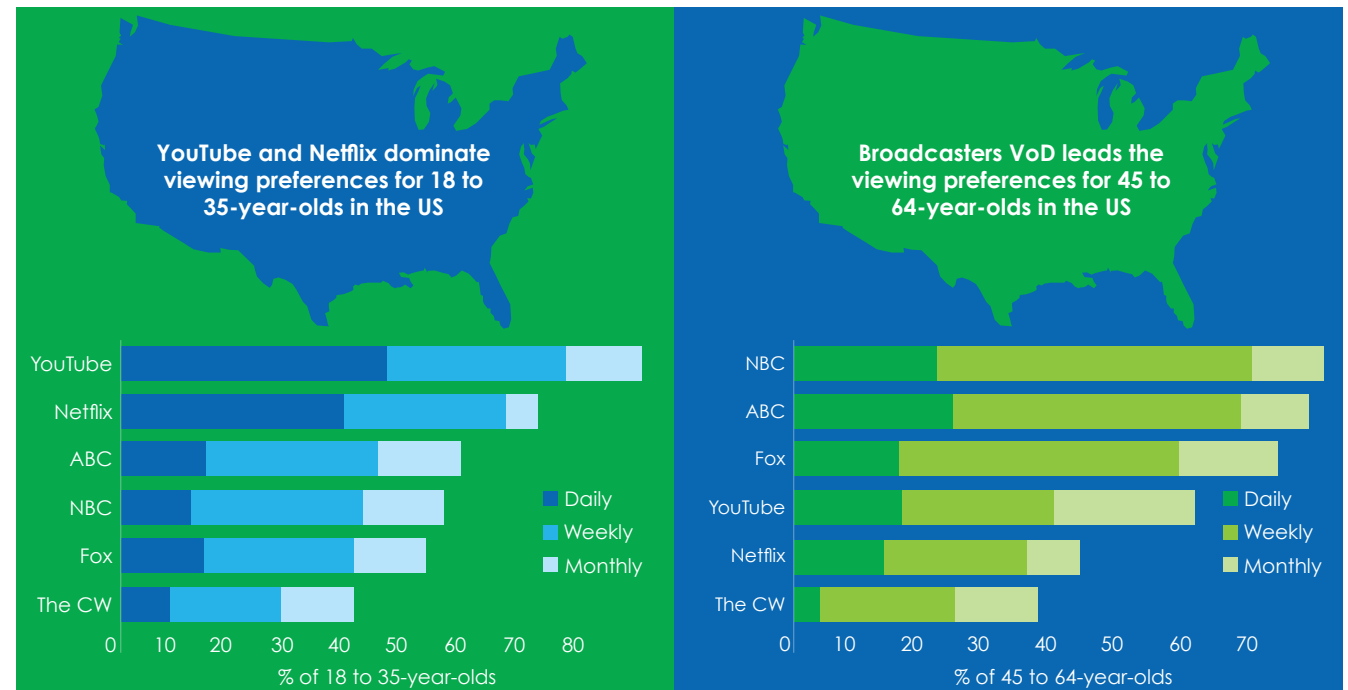 YouTube and Netflix dominate
viewing preferences for 18 to
35-year-olds in the US
YouTube
Netflix
ABC
NBC
Fox
The CW
Daily
Weekly
Monthly
0 10 20 30 40 50 60 70 80
% of 18 to 35-year-olds
Broadcasters VoD leads the
viewing preferences for 45 to
64-year-olds in the US
NBC
ABC
Fox
YouTube
Netflix
The CW
Daily
Weekly
Monthly
0 10 20 30 40 50 60 70
% of 45 to 64-year-olds